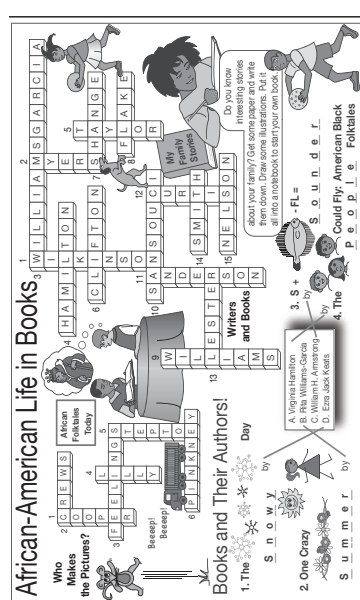 African-American Life in Books
Who
Makes
the Pictures?
African
Folktales
Today
CREWS
FEELINGS
PINKNEY
Beeeep!
Beeeep!
WILLIAMSGARCIA
HAMILTON
CLIFTON
SHANGE
FLAKE
SANSOUCI
LESTER
SMITH
NELSON
WILLIAMS
Writers
and Books
My
Family
Stories
Do you know
interesting stories
about your family? Get some paper and write
them down. Draw some illustrations. Put it
all into a notebook to start your own book.
Books and Their Authors!
1. The Snowy Day
by
2. One Crazy
Summer
by
A. Virginia Hamilton
B. Rita Williams-Garcia
C. William H. Armstrong
D. Ezra Jack Keats
3. S + - FL =
Sounder
by
4. The People Could Fly: American Black
Folktales
by